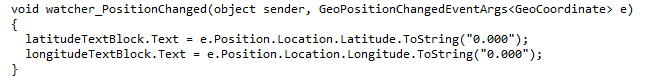 void watcher_PositionChanged(object sender, GeoPositionChangedEventArgs<GeoCoordinate> e)
{
  latitudeTextBlock.Text = e.Position.Location.Latitude.ToString("0.000");
  longitudeTextBlock.Text = e.Position.Location.Longitude.ToString("0.000");
}